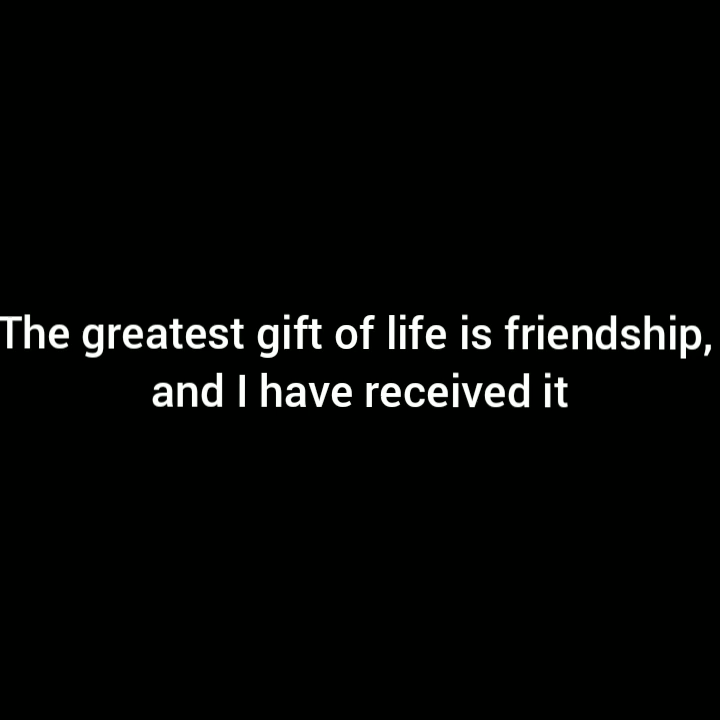 The greatest gift of life is friendship,
and I have received it